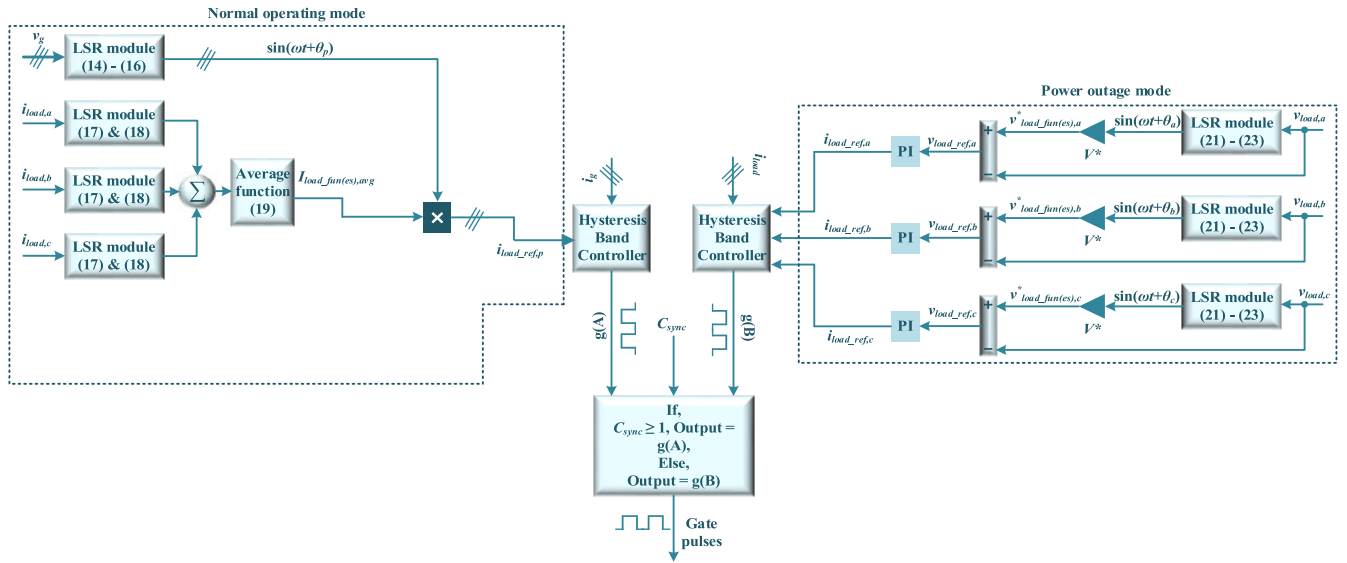 Normal operating mode
v_g
LSR module
(14) - (16)
sin(ωt+θ_p)
i_load,a
LSR module
(17) & (18)
i_load,b
LSR module
(17) & (18)
i_load,c
LSR module
(17) & (18)
∑
Average
function
(19)
I_load_fun(es),avg
×
i_load_ref,p
i_g
Hysteresis
Band
Controller
g(A)
C_sync
i_load
Hysteresis
Band
Controller
g(B)
If,
C_sync ≥ 1, Output =
g(A),
Else,
Output = g(B)
Gate
pulses
Power outage mode
i_load_ref,a
PI
v_load_ref,a
+
−
v*_load_fun(es),a
V*
sin(ωt+θ_a)
LSR module
(21) - (23)
v_load,a
i_load_ref,b
PI
v_load_ref,b
+
−
v*_load_fun(es),b
V*
sin(ωt+θ_b)
LSR module
(21) - (23)
v_load,b
i_load_ref,c
PI
v_load_ref,c
+
−
v*_load_fun(es),c
V*
sin(ωt+θ_c)
LSR module
(21) - (23)
v_load,c